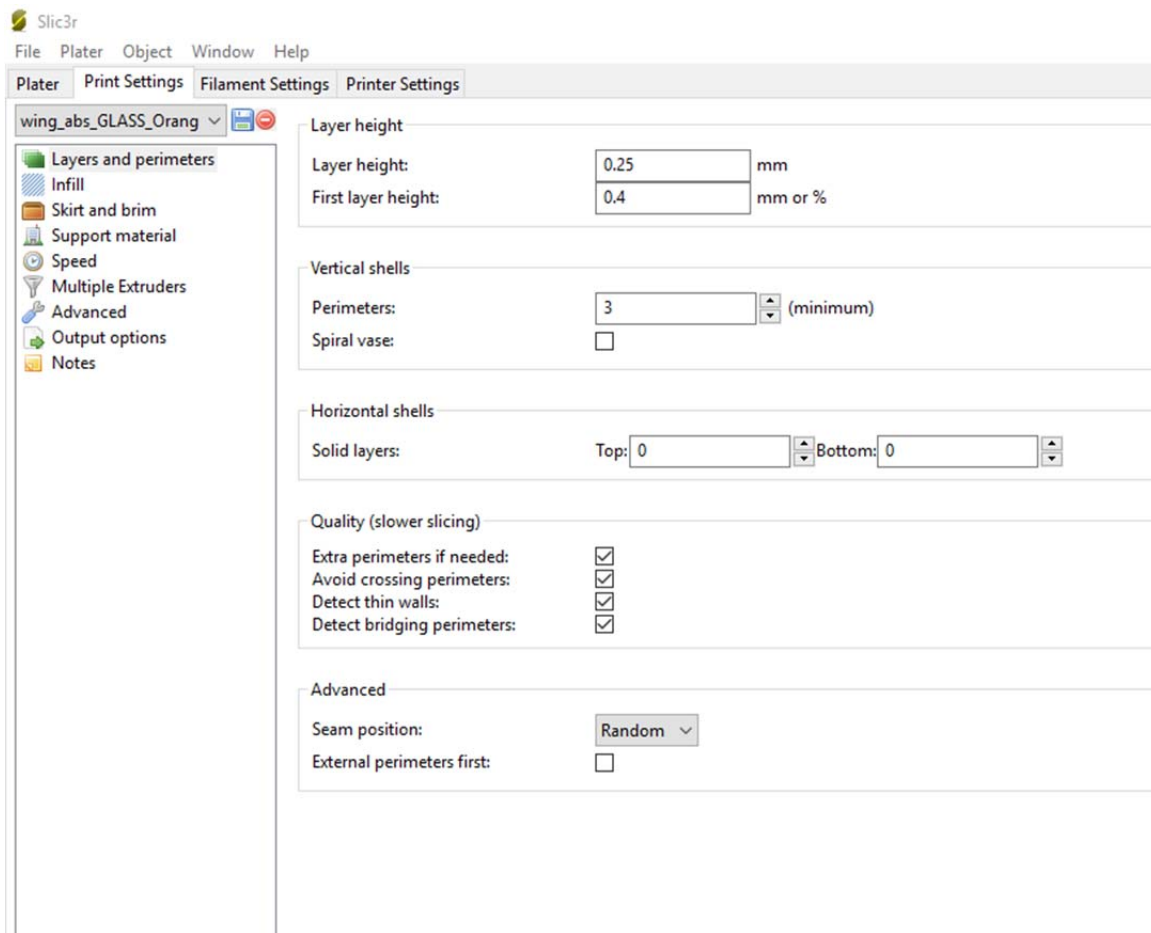 Slic3r
File Plater Object Window Help
Plater Print Settings Filament Settings Printer Settings
wing_abs_GLASS_Orang
Layers and perimeters
Infill
Skirt and brim
Support material
Speed
Multiple Extruders
Advanced
Output options
Notes
Layer height
Layer height: 0.25 mm
First layer height: 0.4 mm or %
Vertical shells
Perimeters: 3 (minimum)
Spiral vase:
Horizontal shells
Solid layers: Top: 0 Bottom: 0
Quality (slower slicing)
Extra perimeters if needed:
Avoid crossing perimeters:
Detect thin walls:
Detect bridging perimeters:
Advanced
Seam position: Random
External perimeters first: